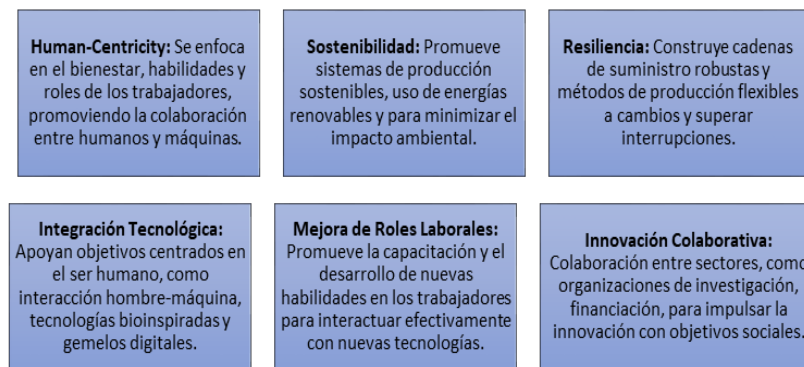 Human-Centricity: Se enfoca
en el bienestar, habilidades y
roles de los trabajadores,
promoviendo la colaboración
entre humanos y máquinas.
Sostenibilidad: Promueve
sistemas de producción
sostenibles, uso de energías
renovables y para minimizar el
impacto ambiental.
Resiliencia: Construye cadenas
de suministro robustas y
métodos de producción flexibles
a cambios y superar
interrupciones.
Integración Tecnológica:
Apoyan objetivos centrados en
el ser humano, como
interacción hombre-máquina,
tecnologías bioinspiradas y
gemelos digitales.
Mejora de Roles Laborales:
Promueve la capacitación y el
desarrollo de nuevas
habilidades en los trabajadores
para interactuar efectivamente
con nuevas tecnologías.
Innovación Colaborativa:
Colaboración entre sectores, como
organizaciones de investigación,
financiación, para impulsar la
innovación con objetivos sociales.